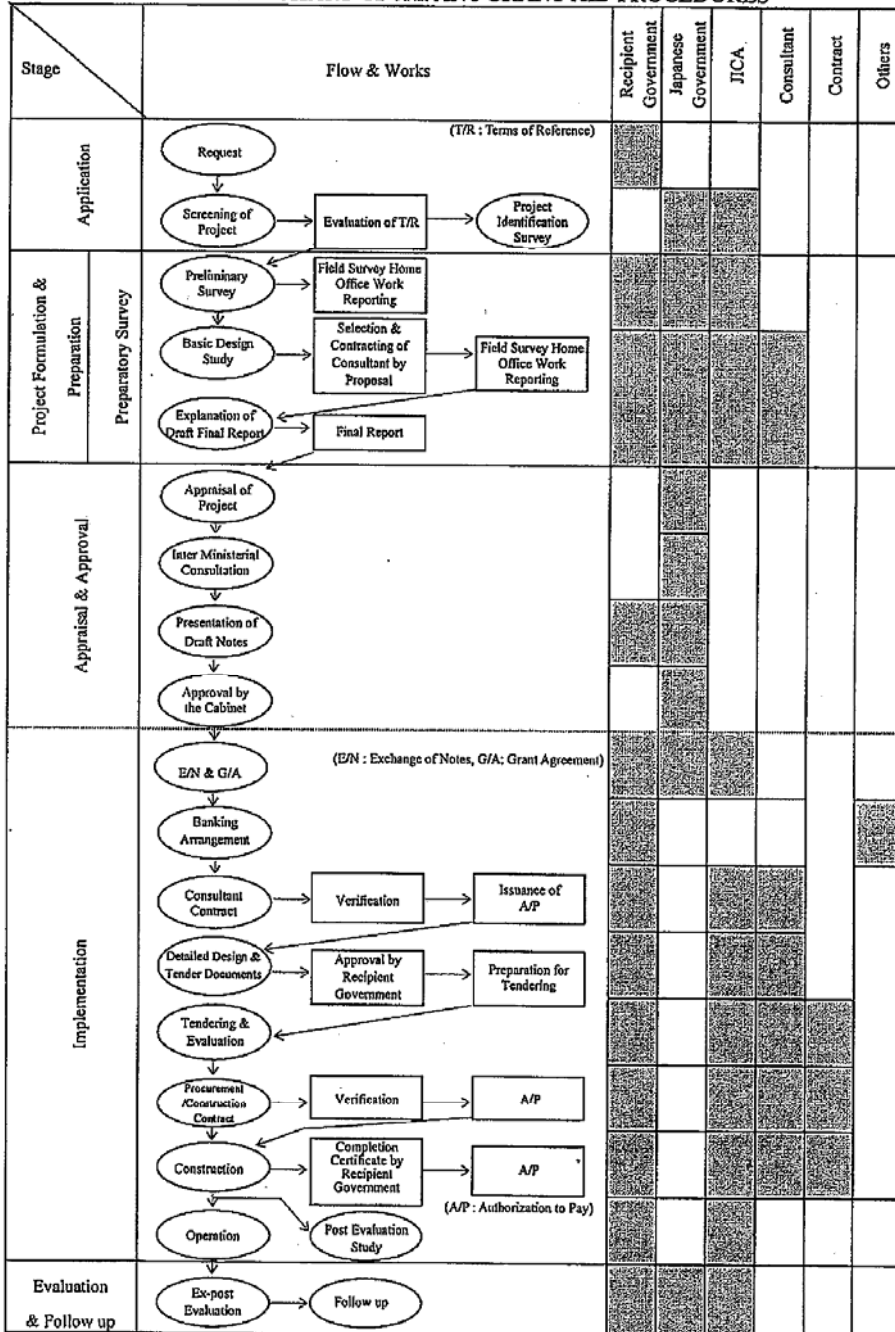 Stage
Flow & Works
Recipient
Government
Japanese
Government
JICA
Consultant
Contract
Others
Application
(T/R : Terms of Reference)
Request
Screening of
Project
Evaluation of T/R
Project
Identification
Survey
Project Formulation &
Preparation
Preparatory Survey
Preliminary
Survey
Field Survey Home
Office Work
Reporting
Basic Design
Study
Selection &
Contracting of
Consultant by
Proposal
Field Survey Home
Office Work
Reporting
Explanation of
Draft Final Report
Final Report
Appraisal & Approval
Appraisal of
Project
Inter Ministerial
Consultation
Presentation of
Draft Notes
Approval by
the Cabinet
Implementation
E/N & G/A
(E/N : Exchange of Notes, G/A: Grant Agreement)
Banking
Arrangement
Consultant
Contract
Verification
Issuance of
A/P
Detailed Design &
Tender Documents
Approval by
Recipient
Government
Preparation for
Tendering
Tendering &
Evaluation
Procurement
/Construction
Contract
Verification
A/P
Construction
Completion
Certificate by
Recipient
Government
A/P
(A/P : Authorization to Pay)
Operation
Post Evaluation
Study
Evaluation
& Follow up
Ex-post
Evaluation
Follow up